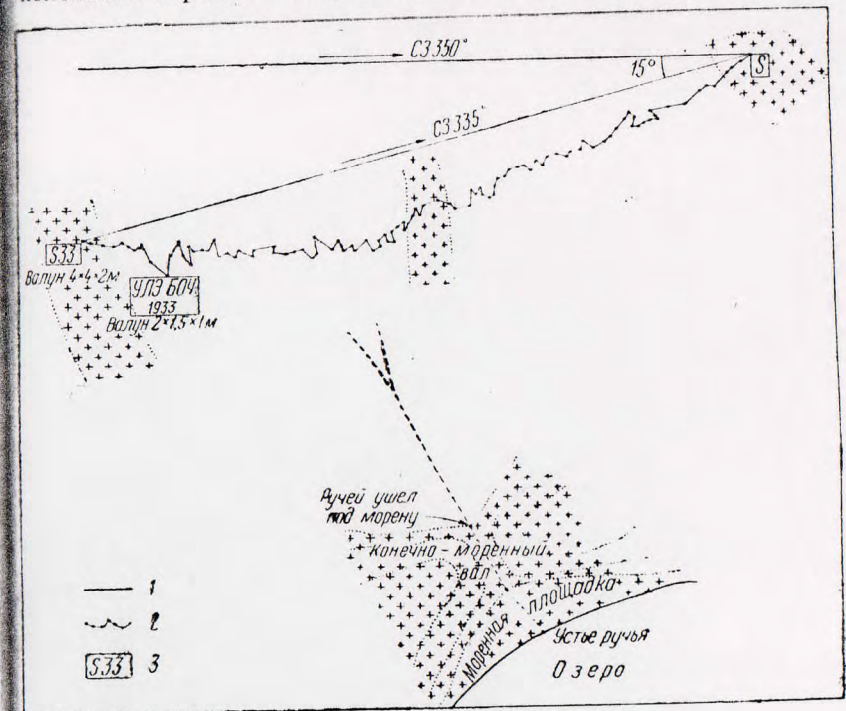 СЗ 350°
15°
S
СЗ 335°
S33
Валун 4×4×2м
УЛЭ БОЧ.
1933
Валун 2×1,5×1м
Ручей ушел
под морену
Конечно-моренный
вал
Моренная площадка
Устье ручья
Озеро
1
2
S33 3